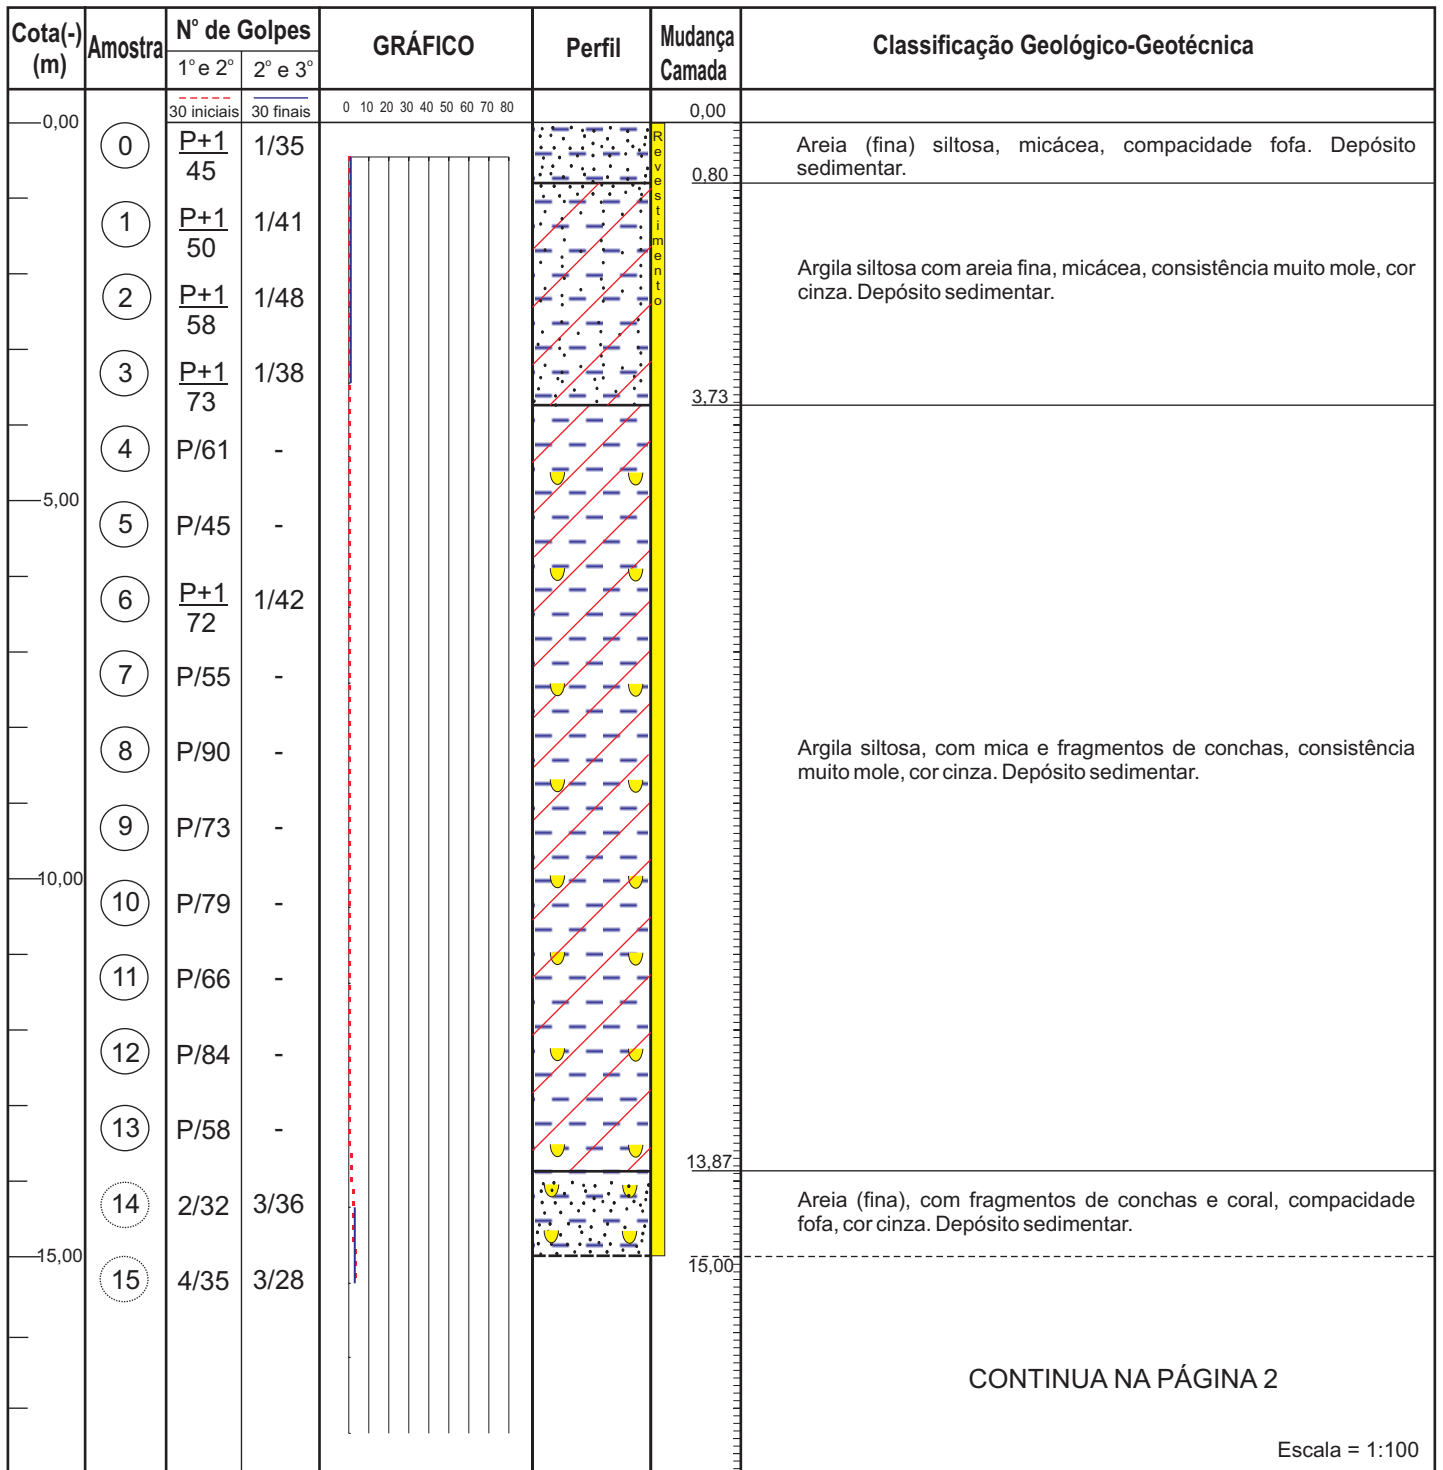 Cota(-)
(m)
Amostra
N° de Golpes
1° e 2°
2° e 3°
GRÁFICO
Perfil
Mudança
Camada
Classificação Geológico-Geotécnica
30 iniciais
30 finais
0 10 20 30 40 50 60 70 80
0,00
0,00
Revestimento
0
P+1
45
1/35
Areia (fina) siltosa, micácea, compacidade fofa. Depósito
sedimentar.
0,80
1
P+1
50
1/41
2
P+1
58
1/48
Argila siltosa com areia fina, micácea, consistência muito mole, cor
cinza. Depósito sedimentar.
3
P+1
73
1/38
3,73
4
P/61
-
5,00
5
P/45
-
6
P+1
72
1/42
7
P/55
-
8
P/90
-
Argila siltosa, com mica e fragmentos de conchas, consistência
muito mole, cor cinza. Depósito sedimentar.
9
P/73
-
10,00
10
P/79
-
11
P/66
-
12
P/84
-
13
P/58
-
13,87
14
2/32
3/36
Areia (fina), com fragmentos de conchas e coral, compacidade
fofa, cor cinza. Depósito sedimentar.
15,00
15,00
15
4/35
3/28
CONTINUA NA PÁGINA 2
Escala = 1:100